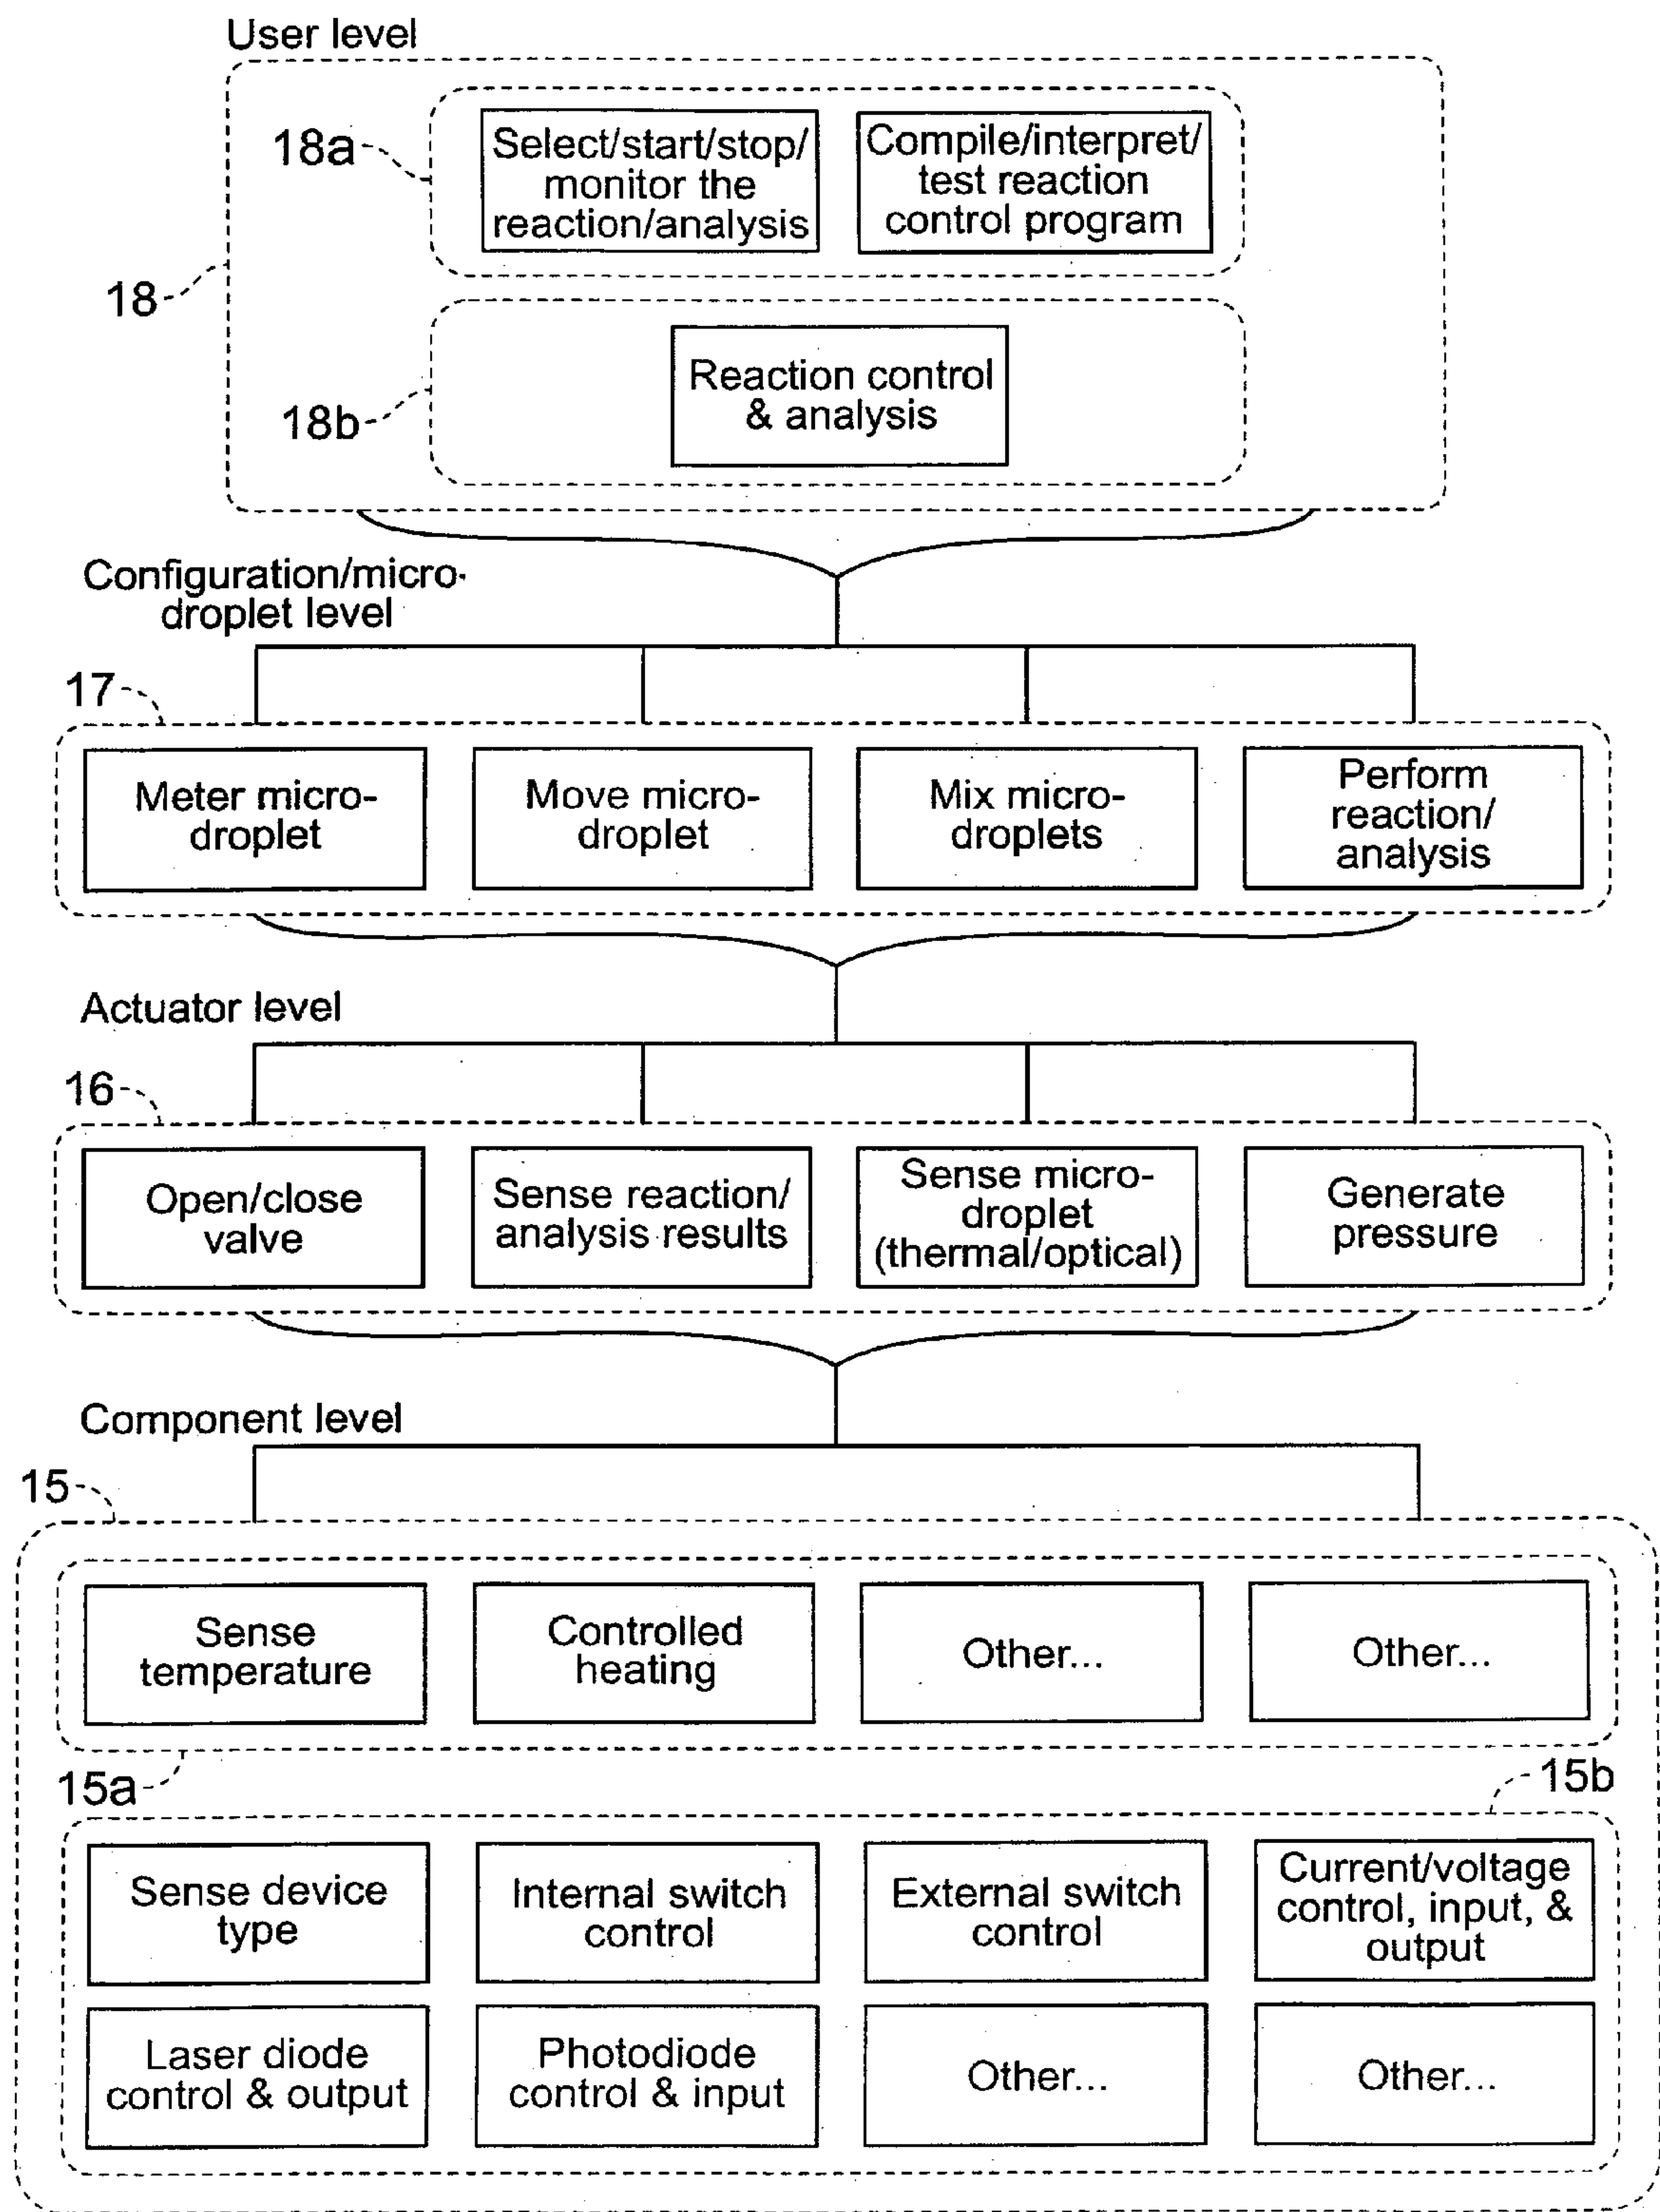 User level
18a
Select/start/stop/
monitor the
reaction/analysis
Compile/interpret/
test reaction
control program
18
18b
Reaction control
& analysis
Configuration/micro-
droplet level
17
Meter micro-
droplet
Move micro-
droplet
Mix micro-
droplets
Perform
reaction/
analysis
Actuator level
16
Open/close
valve
Sense reaction/
analysis results
Sense micro-
droplet
(thermal/optical)
Generate
pressure
Component level
15
Sense
temperature
Controlled
heating
Other...
Other...
15a
15b
Sense device
type
Internal switch
control
External switch
control
Current/voltage
control, input, &
output
Laser diode
control & output
Photodiode
control & input
Other...
Other...